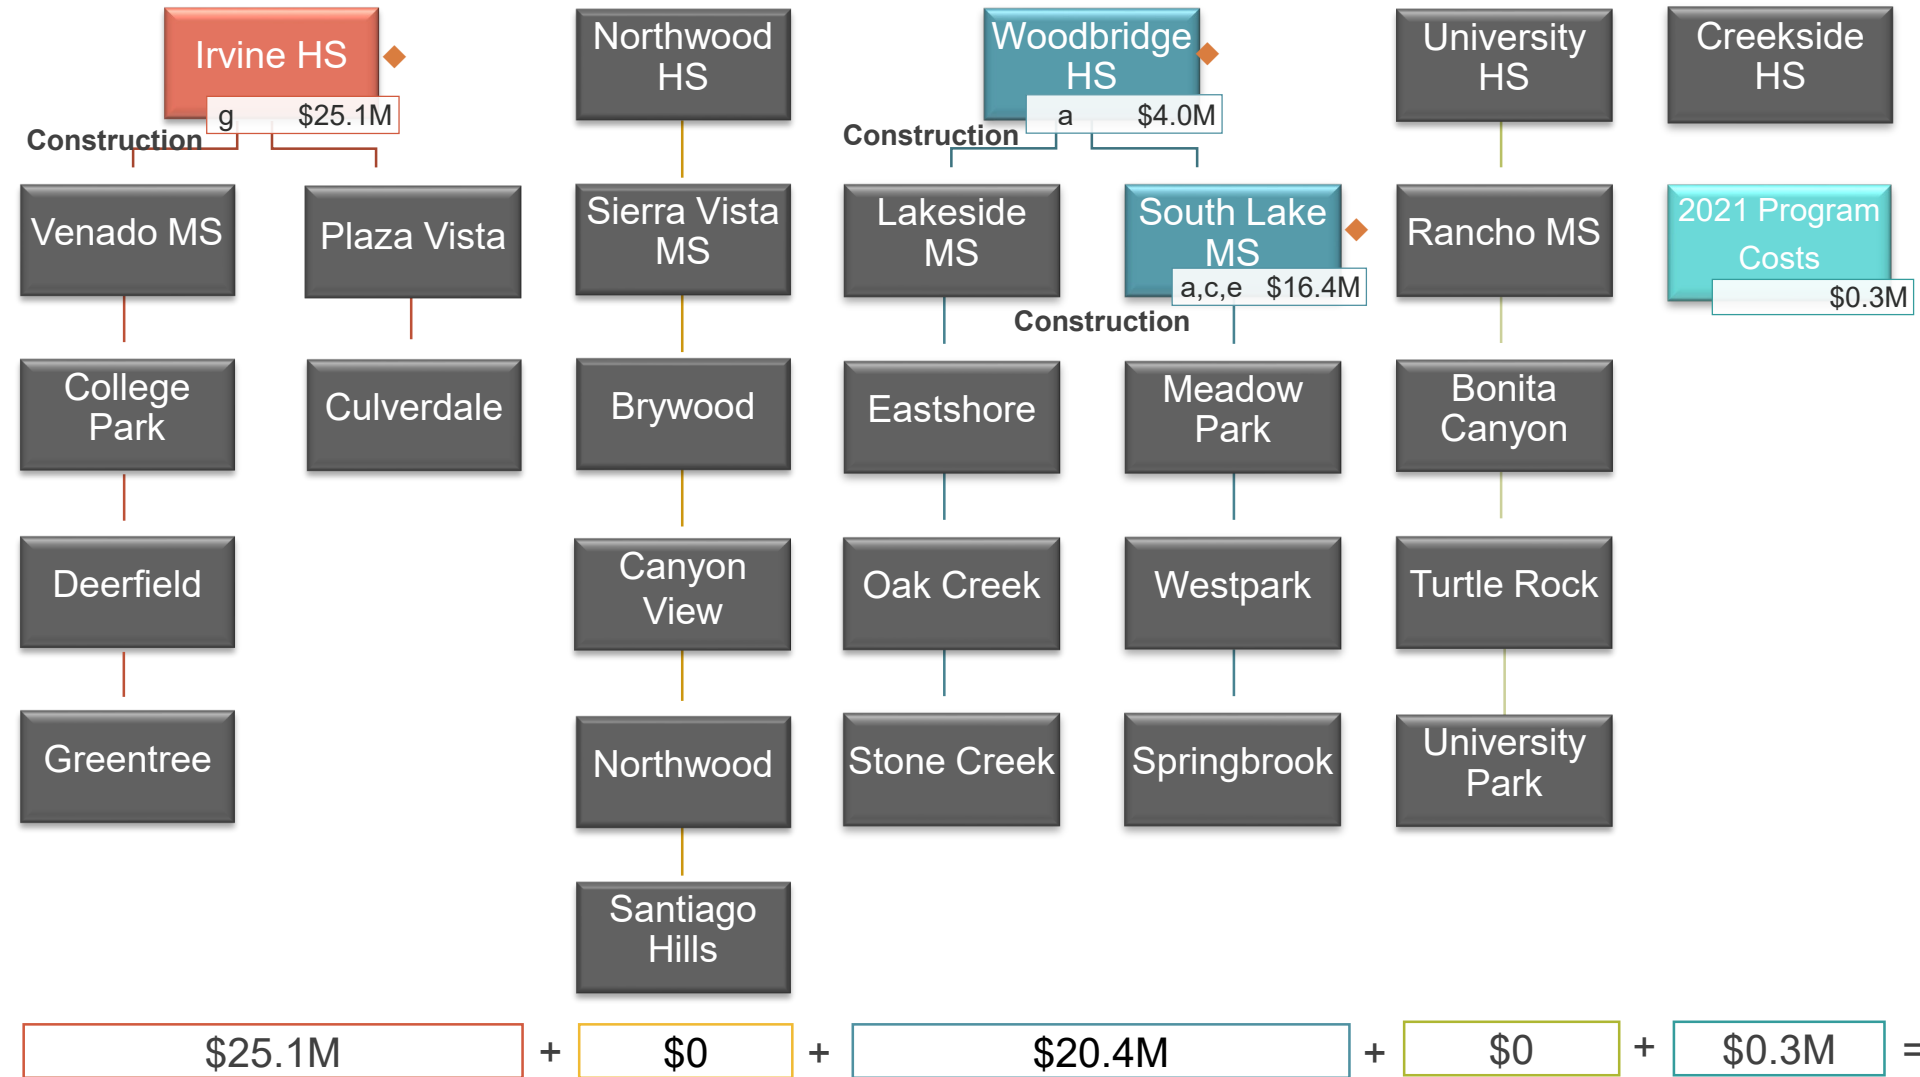 Irvine HS
g $25.1M
Construction
Northwood
HS
Woodbridge
HS
a $4.0M
Construction
University
HS
Creekside
HS
Venado MS
Plaza Vista
Sierra Vista
MS
Lakeside
MS
South Lake
MS
a,c,e $16.4M
Construction
Rancho MS
2021 Program
Costs
$0.3M
College
Park
Culverdale
Brywood
Eastshore
Meadow
Park
Bonita
Canyon
Deerfield
Canyon
View
Oak Creek
Westpark
Turtle Rock
Greentree
Northwood
Stone Creek
Springbrook
University
Park
Santiago
Hills
$25.1M + $0 + $20.4M + $0 + $0.3M =